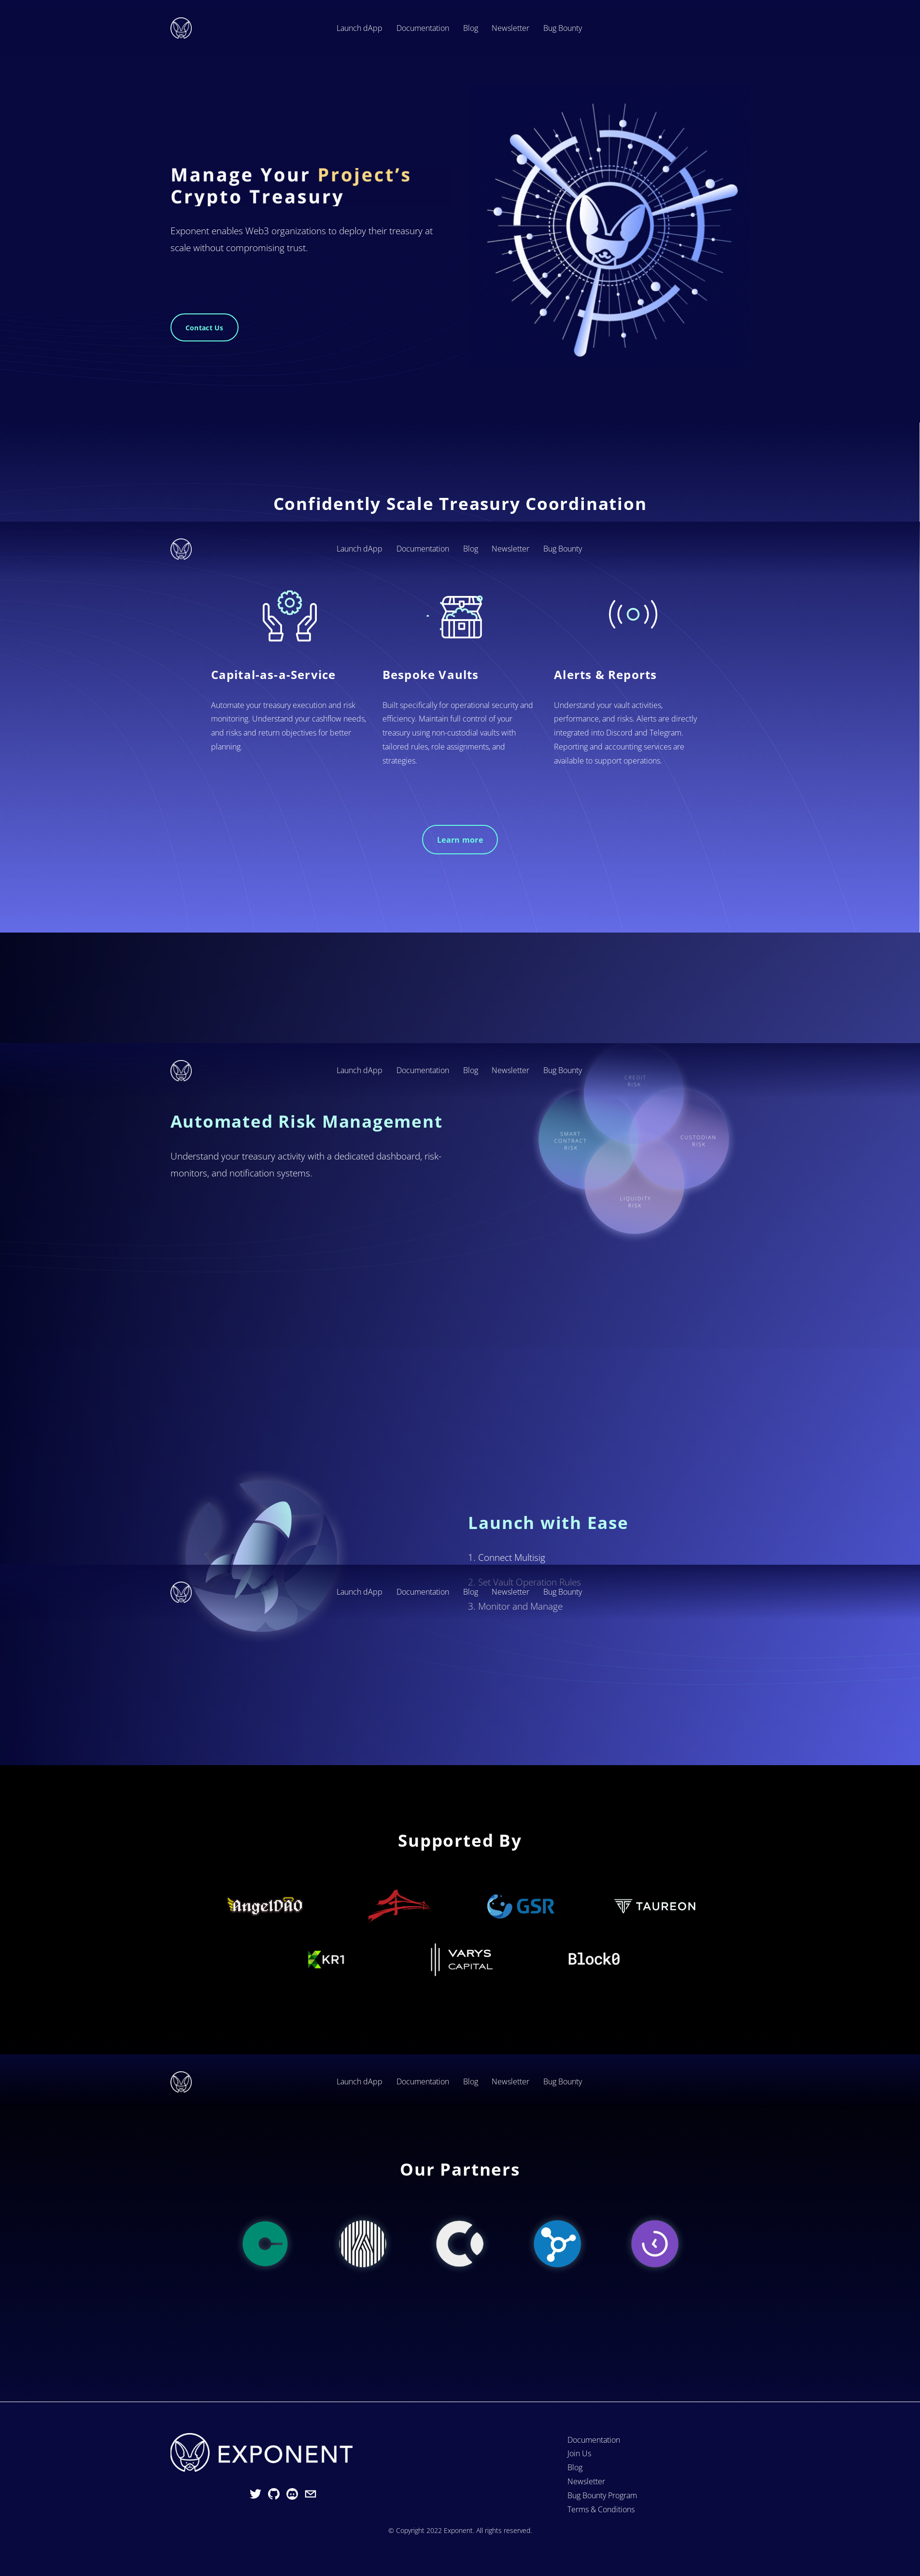 Launch dApp Documentation Blog Newsletter Bug Bounty
Manage Your Project’s
Crypto Treasury
Exponent enables Web3 organizations to deploy their treasury at
scale without compromising trust.
Contact Us
Confidently Scale Treasury Coordination
Launch dApp Documentation Blog Newsletter Bug Bounty
Capital-as-a-Service
Automate your treasury execution and risk
monitoring. Understand your cashflow needs,
and risks and return objectives for better
planning.
Bespoke Vaults
Built specifically for operational security and
efficiency. Maintain full control of your
treasury using non-custodial vaults with
tailored rules, role assignments, and
strategies.
Alerts & Reports
Understand your vault activities,
performance, and risks. Alerts are directly
integrated into Discord and Telegram.
Reporting and accounting services are
available to support operations.
Learn more
Launch dApp Documentation Blog Newsletter Bug Bounty
Automated Risk Management
Understand your treasury activity with a dedicated dashboard, risk-
monitors, and notification systems.
CREDIT
RISK
SMART
CONTRACT
RISK
CUSTODIAN
RISK
LIQUIDITY
RISK
Launch with Ease
1. Connect Multisig
2. Set Vault Operation Rules
Launch dApp Documentation Blog Newsletter Bug Bounty
3. Monitor and Manage
Supported By
AngelDAO
GSR
TAUREON
KR1
VARYS
CAPITAL
Block0
Launch dApp Documentation Blog Newsletter Bug Bounty
Our Partners
EXPONENT
Documentation
Join Us
Blog
Newsletter
Bug Bounty Program
Terms & Conditions
© Copyright 2022 Exponent. All rights reserved.